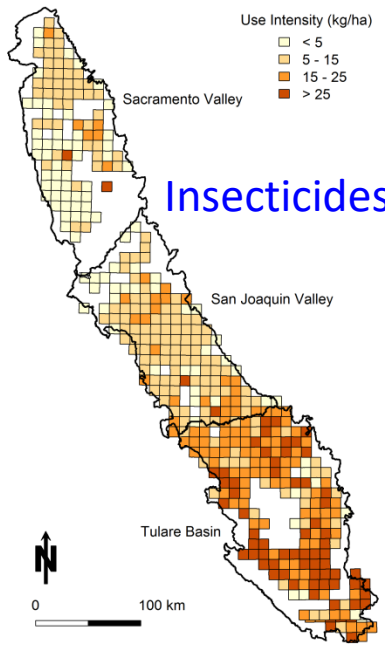 Use Intensity (kg/ha)
< 5
5 - 15
15 - 25
> 25
Sacramento Valley
Insecticides
San Joaquin Valley
Tulare Basin
N
0 100 km